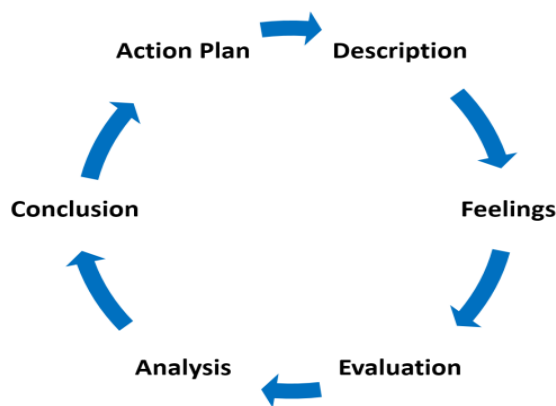 Action Plan
Description
Feelings
Evaluation
Analysis
Conclusion